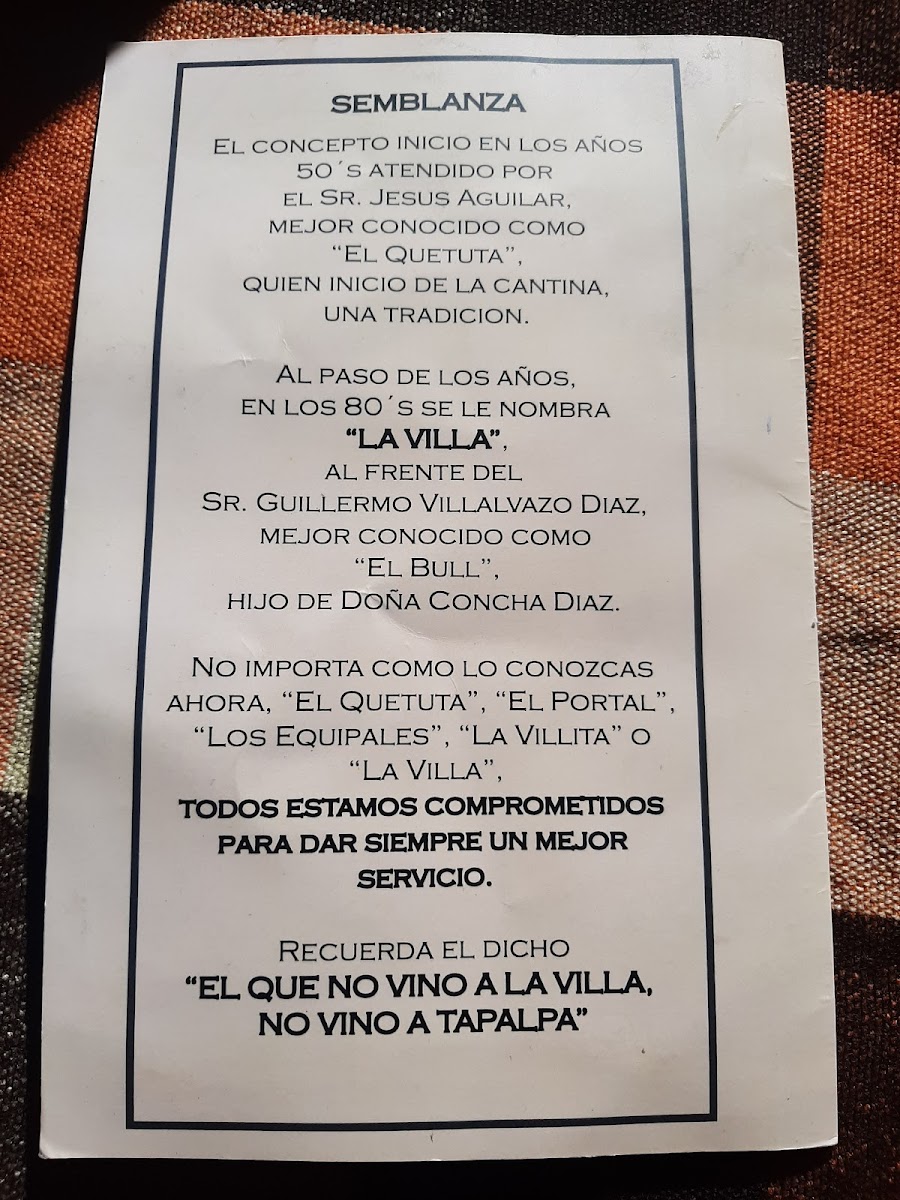 SEMBLANZA
EL CONCEPTO INICIO EN LOS AÑOS
50´S ATENDIDO POR
EL SR. JESUS AGUILAR,
MEJOR CONOCIDO COMO
“EL QUETUTA”,
QUIEN INICIO DE LA CANTINA,
UNA TRADICION.
AL PASO DE LOS AÑOS,
EN LOS 80´S SE LE NOMBRA
“LA VILLA”,
AL FRENTE DEL
SR. GUILLERMO VILLALVAZO DIAZ,
MEJOR CONOCIDO COMO
“EL BULL”,
HIJO DE DOÑA CONCHA DIAZ.
NO IMPORTA COMO LO CONOZCAS
AHORA, “EL QUETUTA”, “EL PORTAL”,
“LOS EQUIPALES”, “LA VILLITA” O
“LA VILLA”,
TODOS ESTAMOS COMPROMETIDOS
PARA DAR SIEMPRE UN MEJOR
SERVICIO.
RECUERDA EL DICHO
“EL QUE NO VINO A LA VILLA,
NO VINO A TAPALPA”